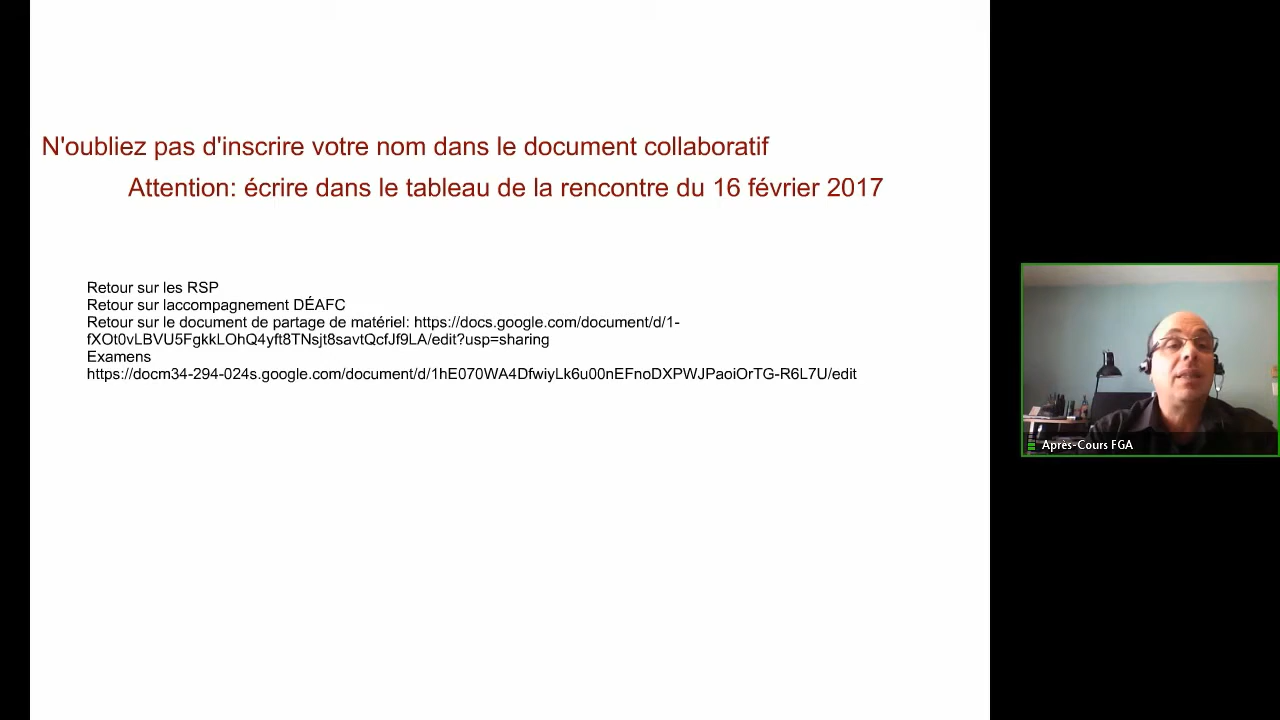 N'oubliez pas d'inscrire votre nom dans le document collaboratif
Attention: écrire dans le tableau de la rencontre du 16 février 2017
Retour sur les RSP
Retour sur laccompagnement DÉAFC
Retour sur le document de partage de matériel: https://docs.google.com/document/d/1-
fXOt0vLBVU5FgkkLOhQ4yft8TNsjt8savtQcfJf9LA/edit?usp=sharing
Examens
https://docm34-294-024s.google.com/document/d/1hE070WA4DfwiyLk6u00nEFnoDXPWJPaoiOrTG-R6L7U/edit
Après-Cours FGA